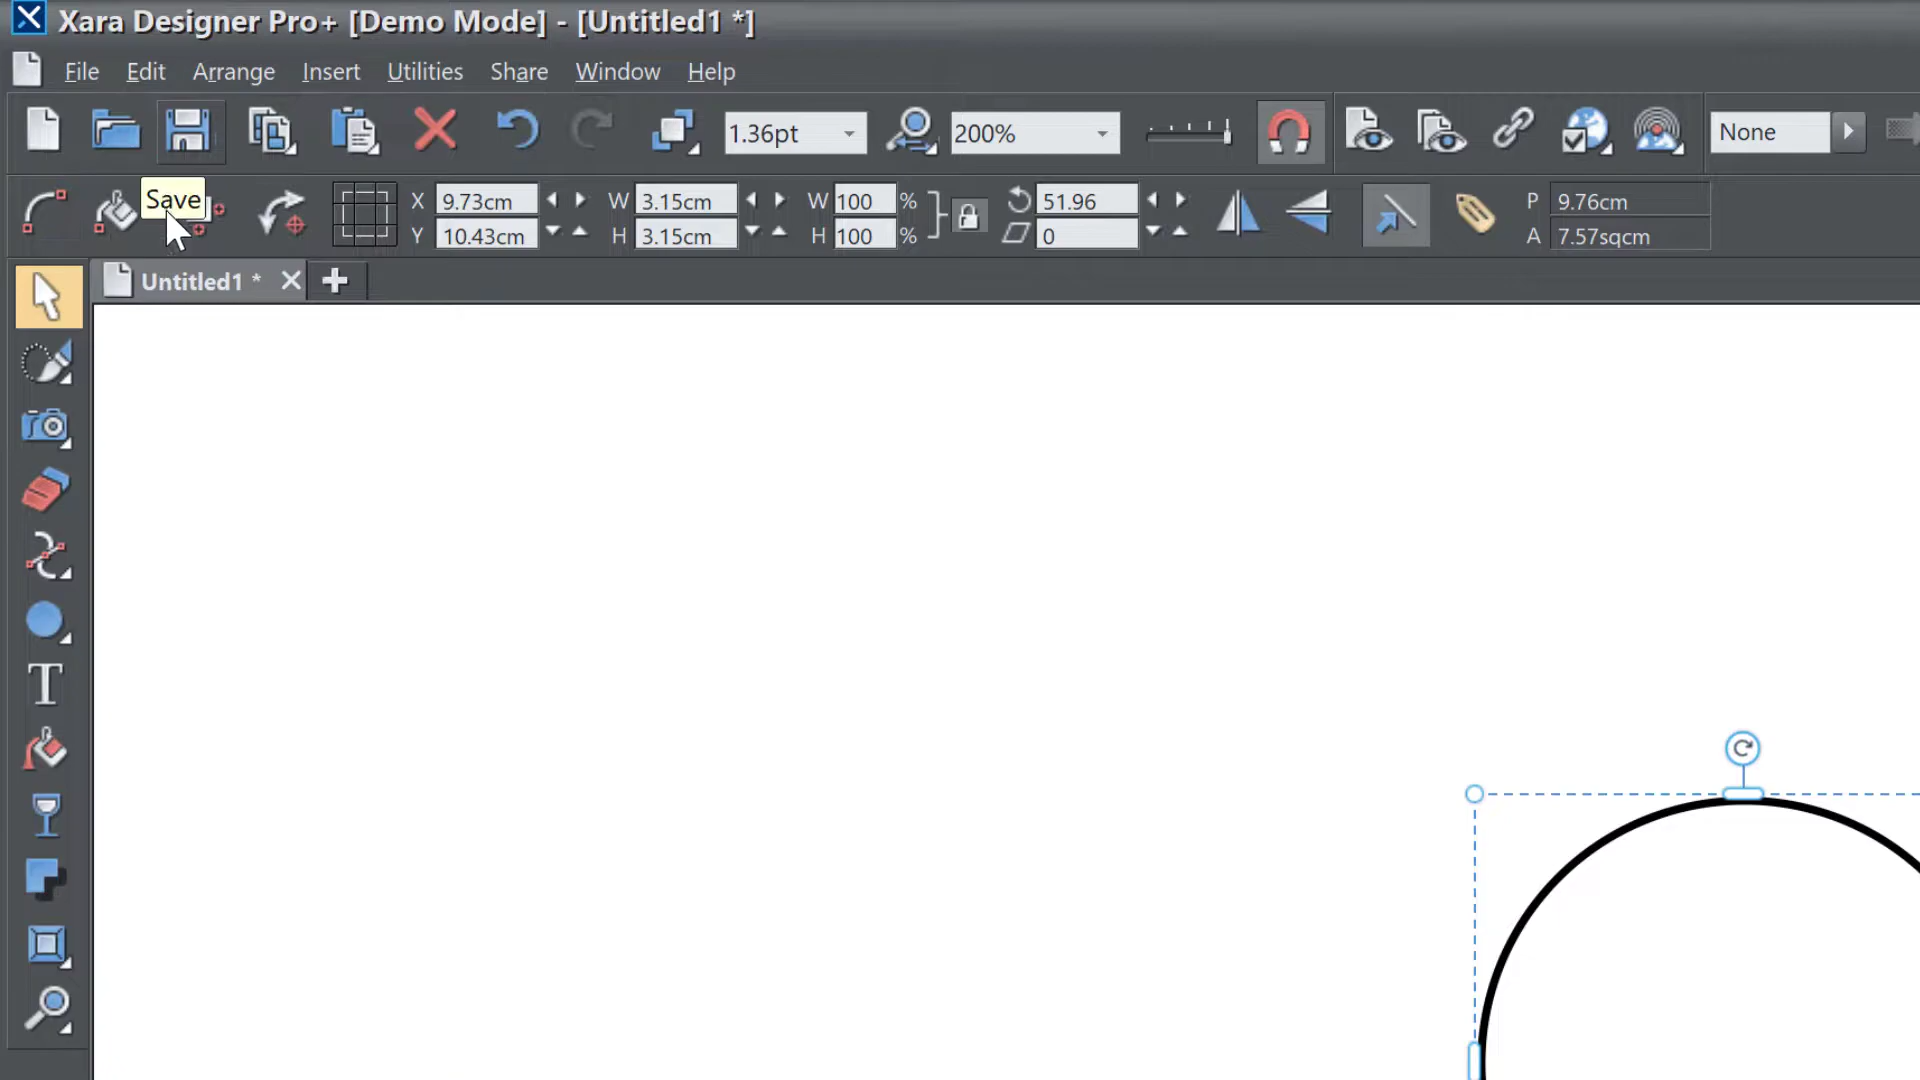 Xara Designer Pro+ [Demo Mode] - [Untitled1 *]
File Edit Arrange Insert Utilities Share Window Help
1.36pt 200% None
Save
X 9.73cm W 3.15cm W 100 % 51.96 P 9.76cm
Y 10.43cm H 3.15cm H 100 % 0 A 7.57sqcm
Untitled1 *